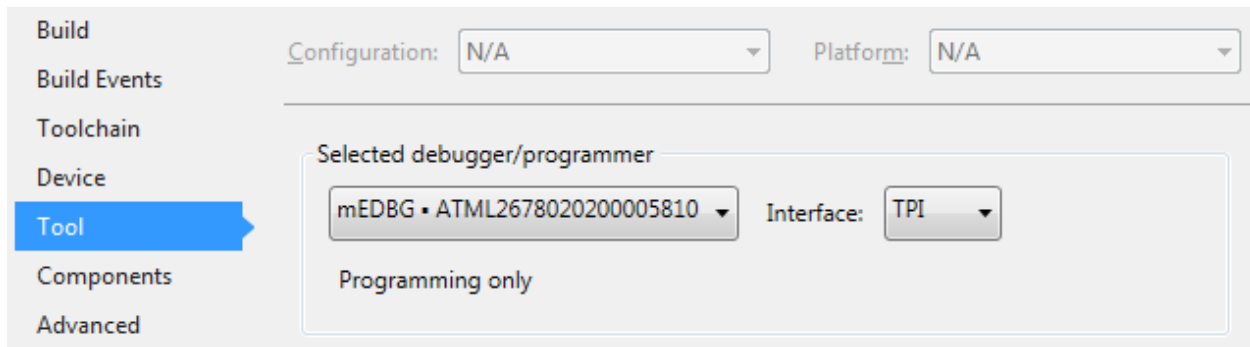 Build
Build Events
Toolchain
Device
Tool
Components
Advanced
Configuration: N/A Platform: N/A
Selected debugger/programmer
mEDBG ▪ ATML2678020200005810 Interface: TPI
Programming only